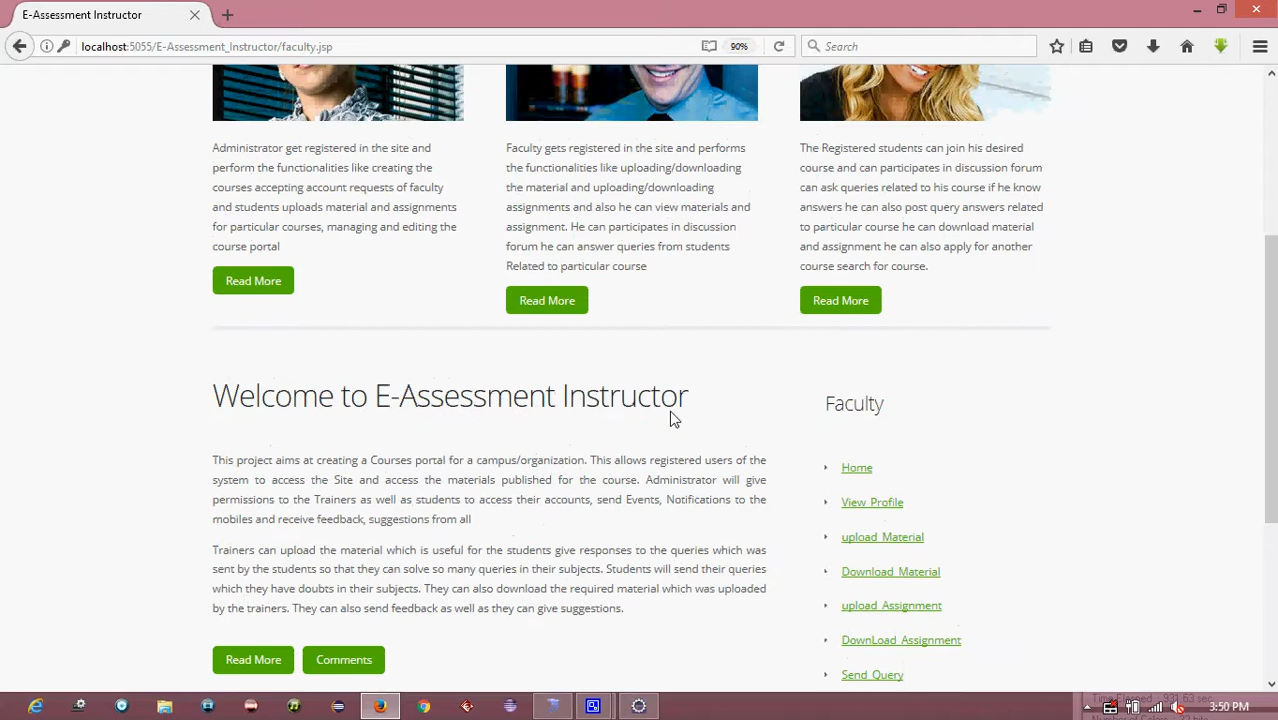 E-Assessment Instructor
localhost:5055/E-Assessment_Instructor/faculty.jsp
90%
Search
Administrator get registered in the site and
perform the functionalities like creating the
courses accepting account requests of faculty
and students uploads material and assignments
for particular courses, managing and editing the
course portal
Read More
Faculty gets registered in the site and performs
the functionalities like uploading/downloading
the material and uploading/downloading
assignments and also he can view materials and
assignment. He can participates in discussion
forum he can answer queries from students
Related to particular course
Read More
The Registered students can join his desired
course and can participates in discussion forum
can ask queries related to his course if he know
answers he can also post query answers related
to particular course he can download material
and assignment he can also apply for another
course search for course.
Read More
Welcome to E-Assessment Instructor
This project aims at creating a Courses portal for a campus/organization. This allows registered users of the
system to access the Site and access the materials published for the course. Administrator will give
permissions to the Trainers as well as students to access their accounts, send Events, Notifications to the
mobiles and receive feedback, suggestions from all
Trainers can upload the material which is useful for the students give responses to the queries which was
sent by the students so that they can solve so many queries in their subjects. Students will send their queries
which they have doubts in their subjects. They can also download the required material which was uploaded
by the trainers. They can also send feedback as well as they can give suggestions.
Read More
Comments
Faculty
Home
View Profile
upload Material
Download Material
upload Assignment
DownLoad Assignment
Send Query
3:50 PM